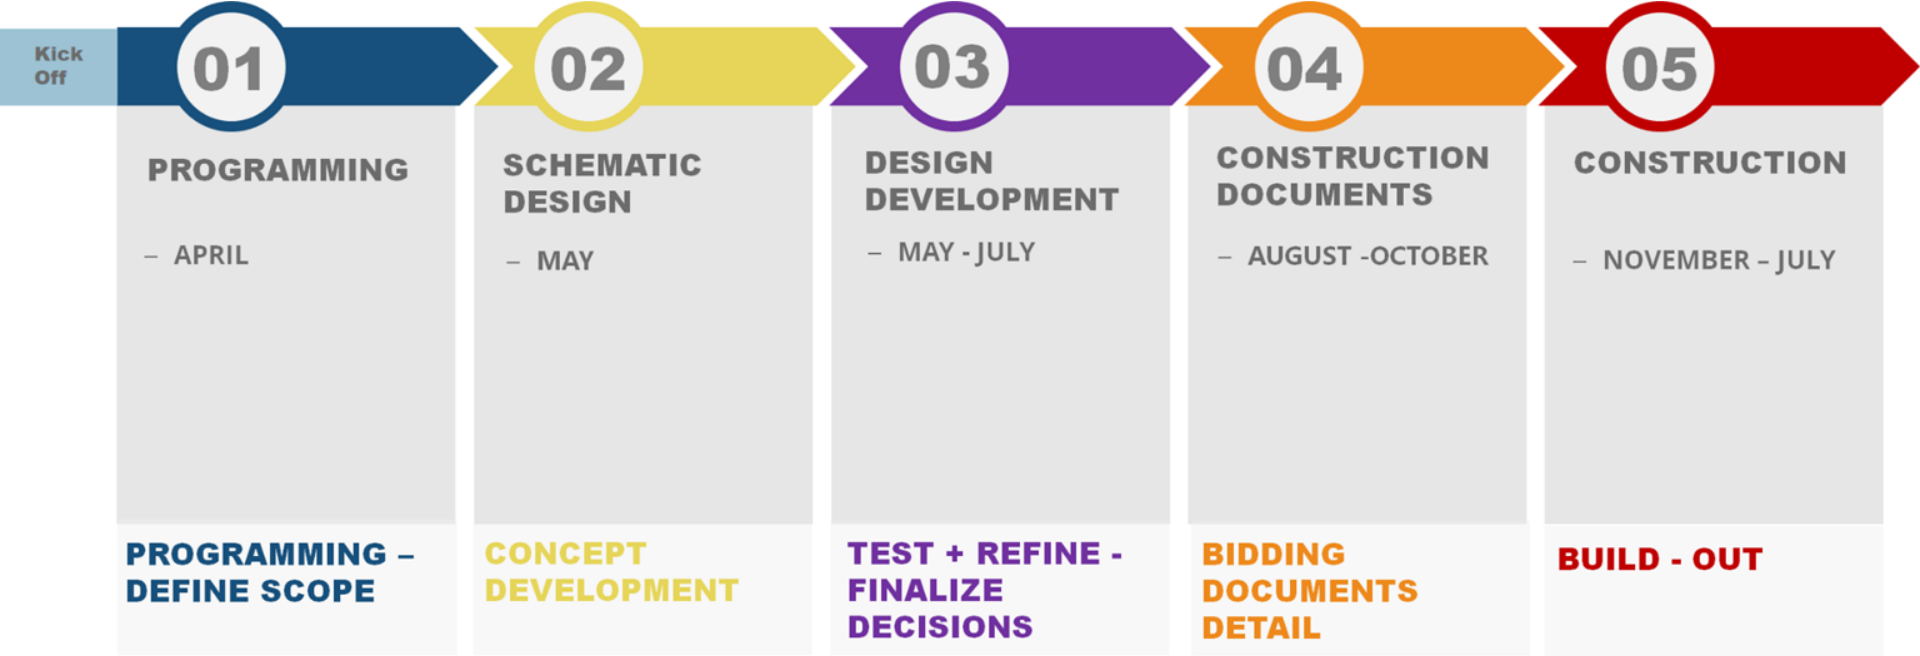 Kick
Off
01
02
03
04
05
PROGRAMMING
– APRIL
SCHEMATIC
DESIGN
– MAY
DESIGN
DEVELOPMENT
– MAY - JULY
CONSTRUCTION
DOCUMENTS
– AUGUST -OCTOBER
CONSTRUCTION
– NOVEMBER – JULY
PROGRAMMING –
DEFINE SCOPE
CONCEPT
DEVELOPMENT
TEST + REFINE -
FINALIZE
DECISIONS
BIDDING
DOCUMENTS
DETAIL
BUILD - OUT